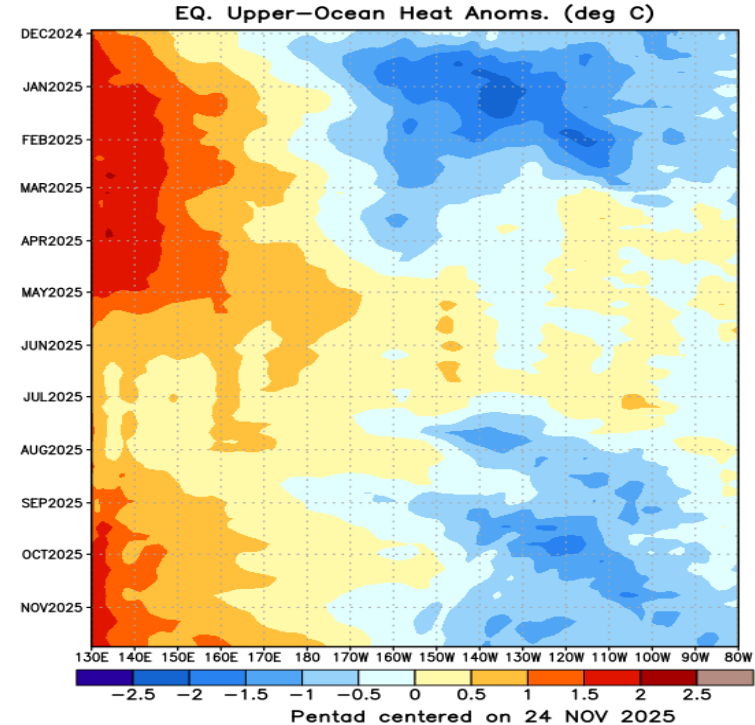 EQ. Upper-Ocean Heat Anoms. (deg C)
DEC2024
JAN2025
FEB2025
MAR2025
APR2025
MAY2025
JUN2025
JUL2025
AUG2025
SEP2025
OCT2025
NOV2025
130E 140E 150E 160E 170E 180 170W 160W 150W 140W 130W 120W 110W 100W 90W 80W
-2.5 -2 -1.5 -1 -0.5 0 0.5 1 1.5 2 2.5
Pentad centered on 24 NOV 2025